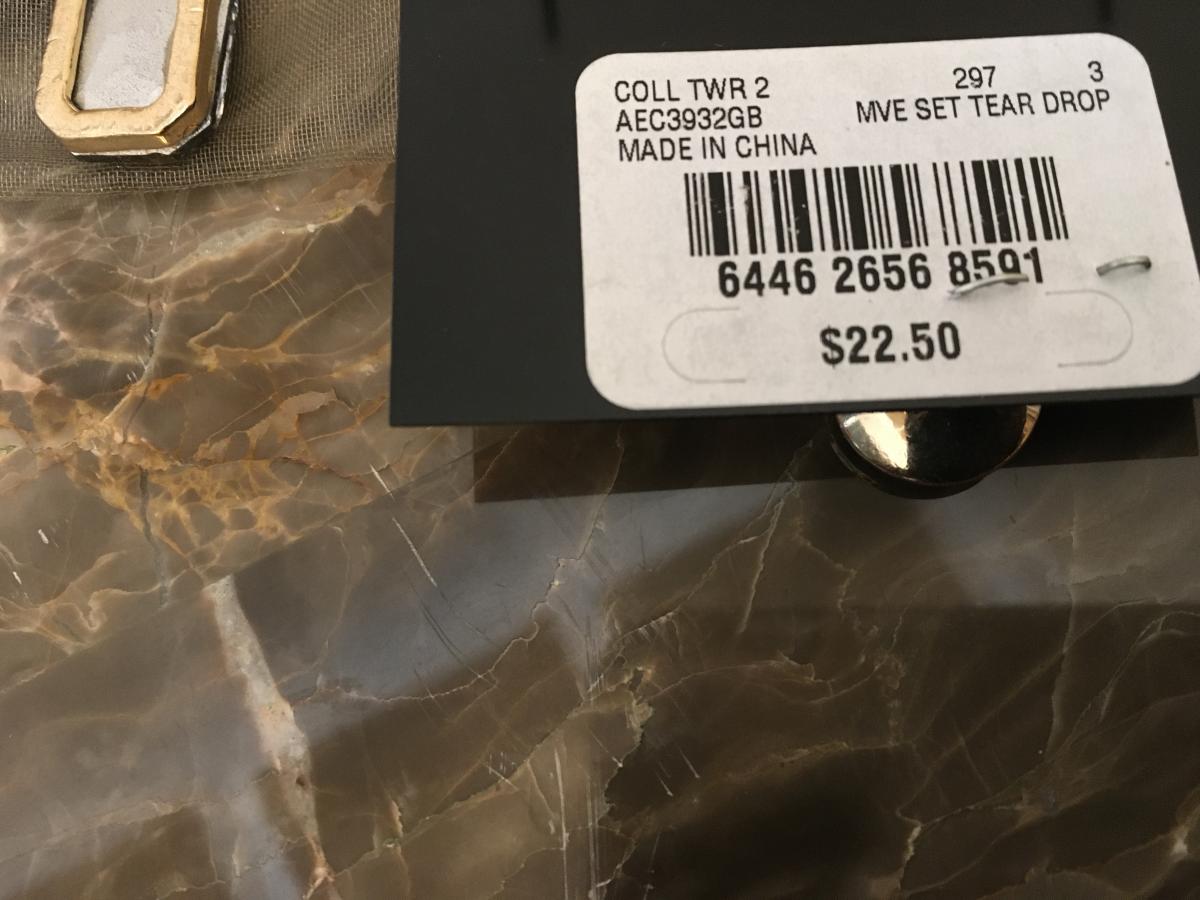 COLL TWR 2 297 3
AEC3932GB MVE SET TEAR DROP
MADE IN CHINA
6446 2656 8591
$22.50